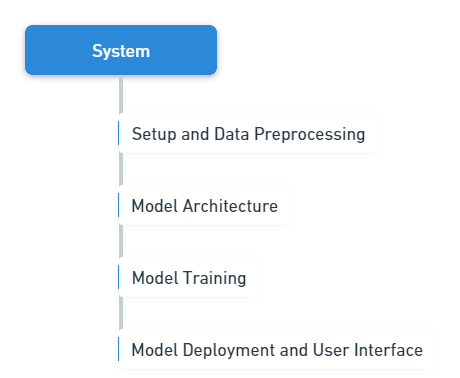 System
Setup and Data Preprocessing
Model Architecture
Model Training
Model Deployment and User Interface